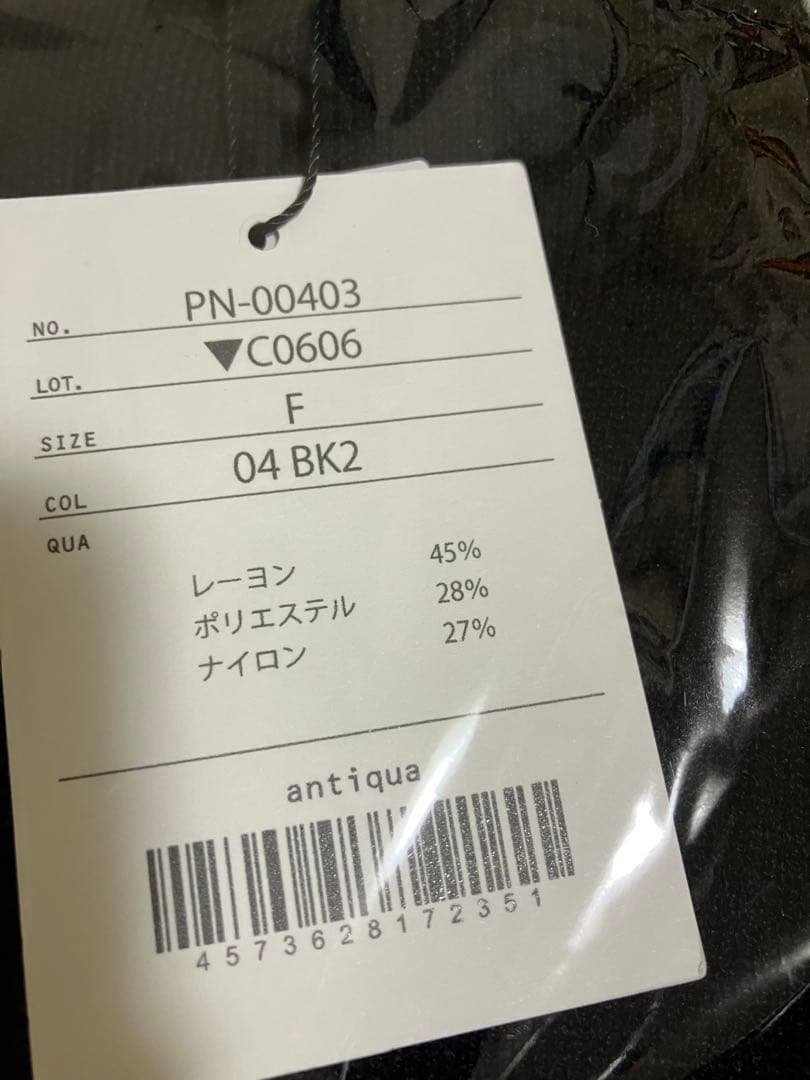 NO. PN-00403
LOT. ▼C0606
SIZE F
COL 04 BK2
QUA
レーヨン 45%
ポリエステル 28%
ナイロン 27%
antiqua
4573628172351